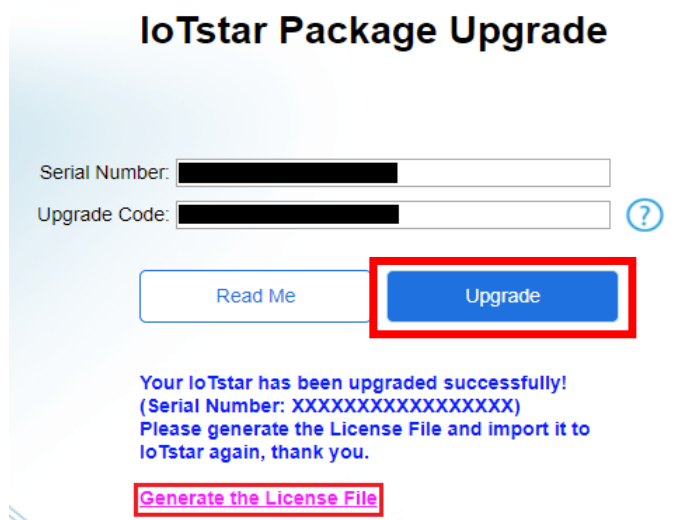 IoTstar Package Upgrade
Serial Number:
Upgrade Code:
?
Read Me
Upgrade
Your IoTstar has been upgraded successfully!
(Serial Number: XXXXXXXXXXXXXXXXX)
Please generate the License File and import it to
IoTstar again, thank you.
Generate the License File